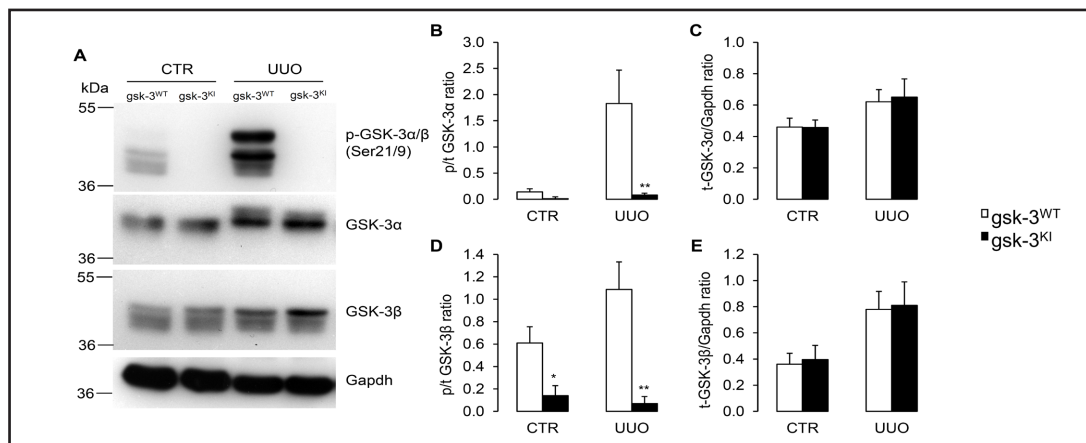 A
CTR UUO
kDa gsk-3ᵂᵀ gsk-3ᴷᴵ gsk-3ᵂᵀ gsk-3ᴷᴵ
55
p-GSK-3α/β
(Ser21/9)
36
GSK-3α
36
55
GSK-3β
36
Gapdh
36
B
p/t GSK-3α ratio
3.0
2.5
2.0
1.5
1.0
0.5
0.0
**
CTR UUO
C
t-GSK-3α/Gapdh ratio
1.0
0.8
0.6
0.4
0.2
0.0
CTR UUO
D
p/t GSK-3β ratio
1.4
1.2
1.0
0.8
0.6
0.4
0.2
0.0
*
**
CTR UUO
E
t-GSK-3β/Gapdh ratio
1.2
1.0
0.8
0.6
0.4
0.2
0.0
CTR UUO
gsk-3ᵂᵀ
gsk-3ᴷᴵ